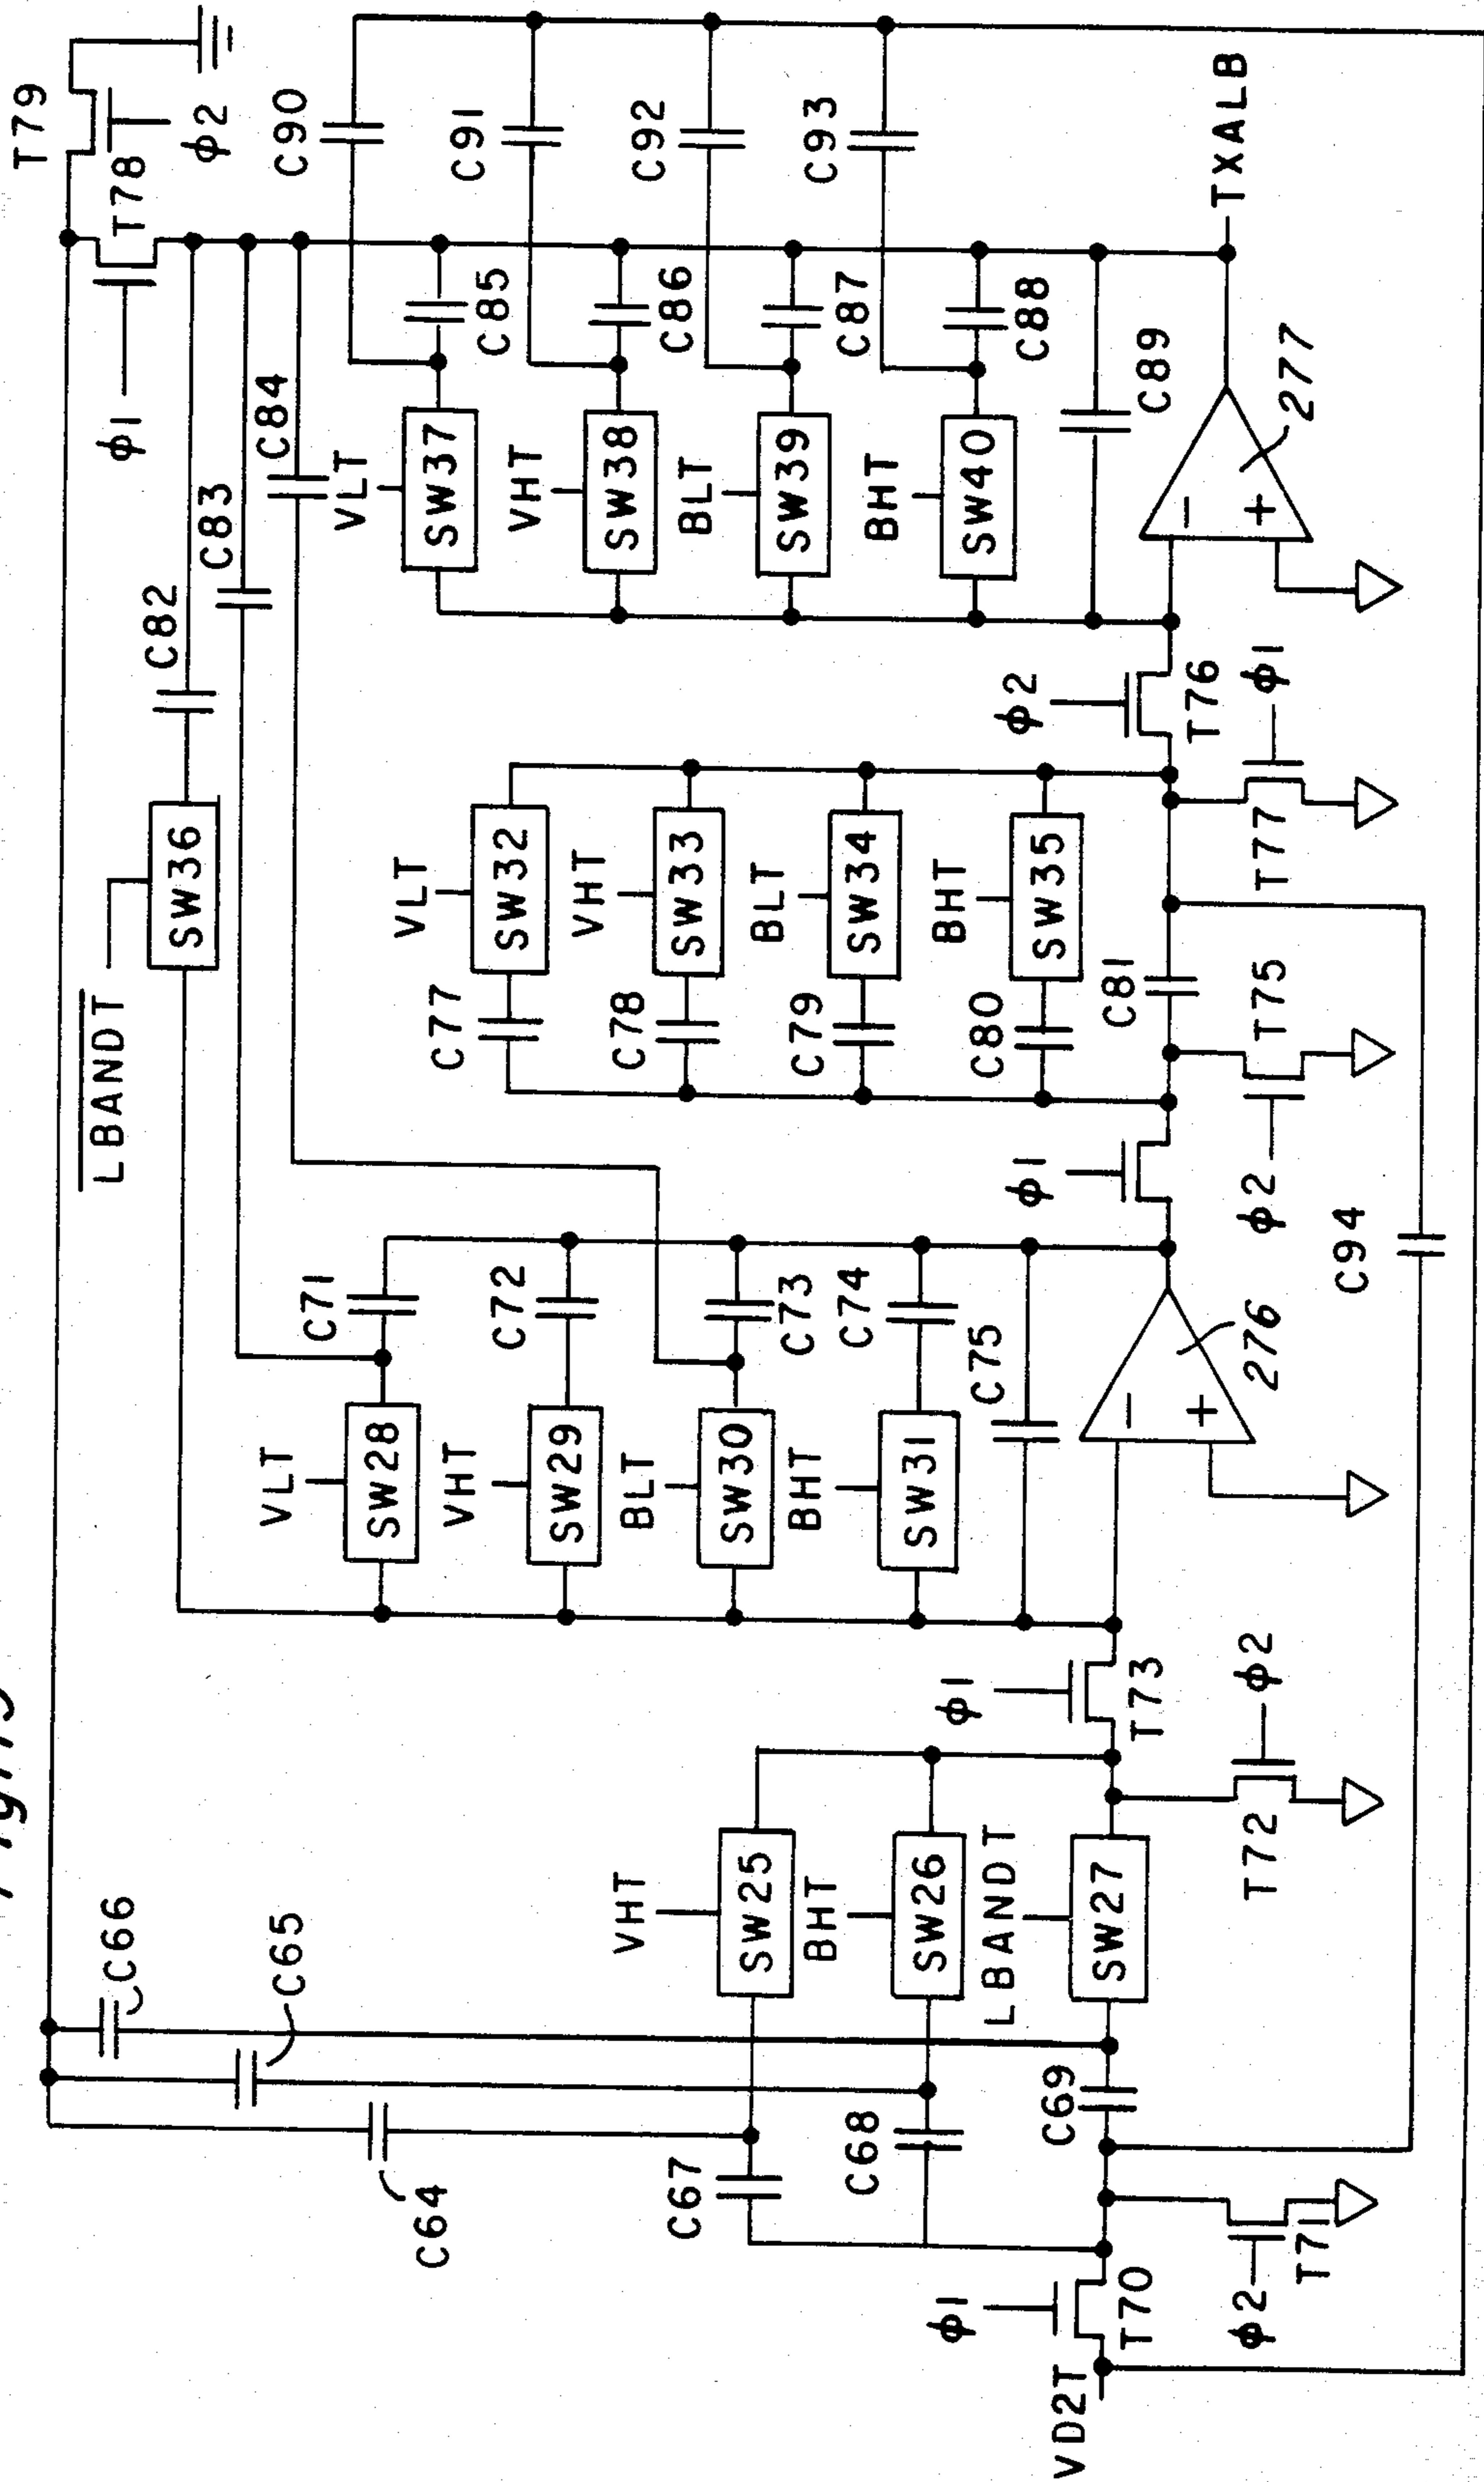 T79
φ2
T78
φ1
C90
C91
C92
C93
C82
C83
C84
C85
C86
C87
C88
C89
LBANDT
SW36
VLT
SW37
VHT
SW38
BLT
SW39
BHT
SW40
277
TXALB
−
+
C66
C65
C64
C71
C72
C73
C74
C75
VLT
SW28
VHT
SW29
BLT
SW30
BHT
SW31
276
−
+
VLT
SW32
VHT
SW33
BLT
SW34
BHT
SW35
C77
C78
C79
C80
C81
φ2
T76
φ1
T77
φ1
T75
φ2
C94
VHT
SW25
BHT
SW26
LBANDT
SW27
φ1
T73
φ2
T72
C67
C68
C69
φ1
T70
φ2
T71
VD2T